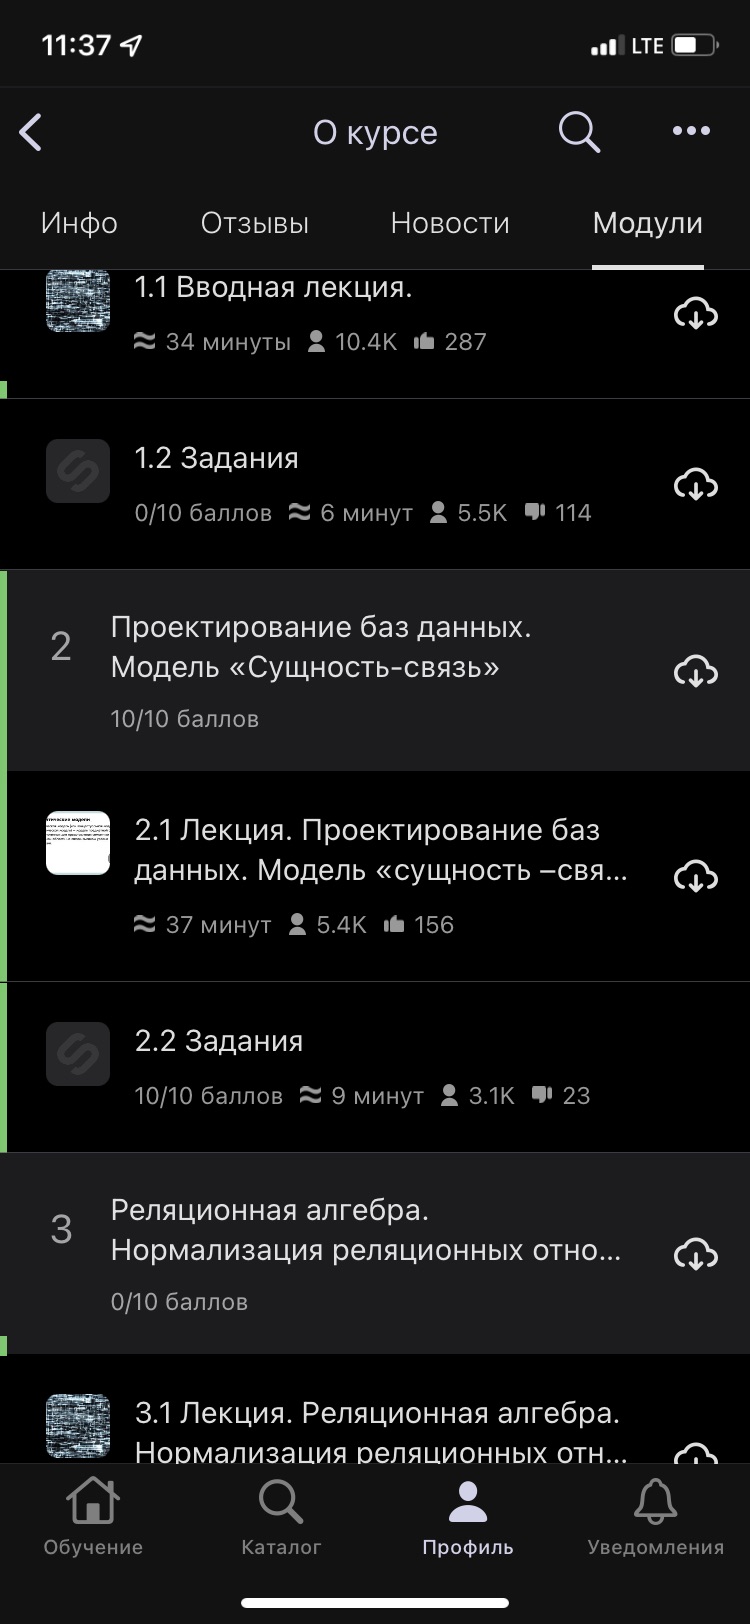 11:37
LTE
О курсе
Инфо
Отзывы
Новости
Модули
1.1 Вводная лекция.
34 минуты 10.4K 287
1.2 Задания
0/10 баллов 6 минут 5.5K 114
2
Проектирование баз данных.
Модель «Сущность-связь»
10/10 баллов
2.1 Лекция. Проектирование баз
данных. Модель «сущность –свя...
37 минут 5.4K 156
2.2 Задания
10/10 баллов 9 минут 3.1K 23
3
Реляционная алгебра.
Нормализация реляционных отно...
0/10 баллов
3.1 Лекция. Реляционная алгебра.
Нормализация реляционных отн...
Обучение
Каталог
Профиль
Уведомления